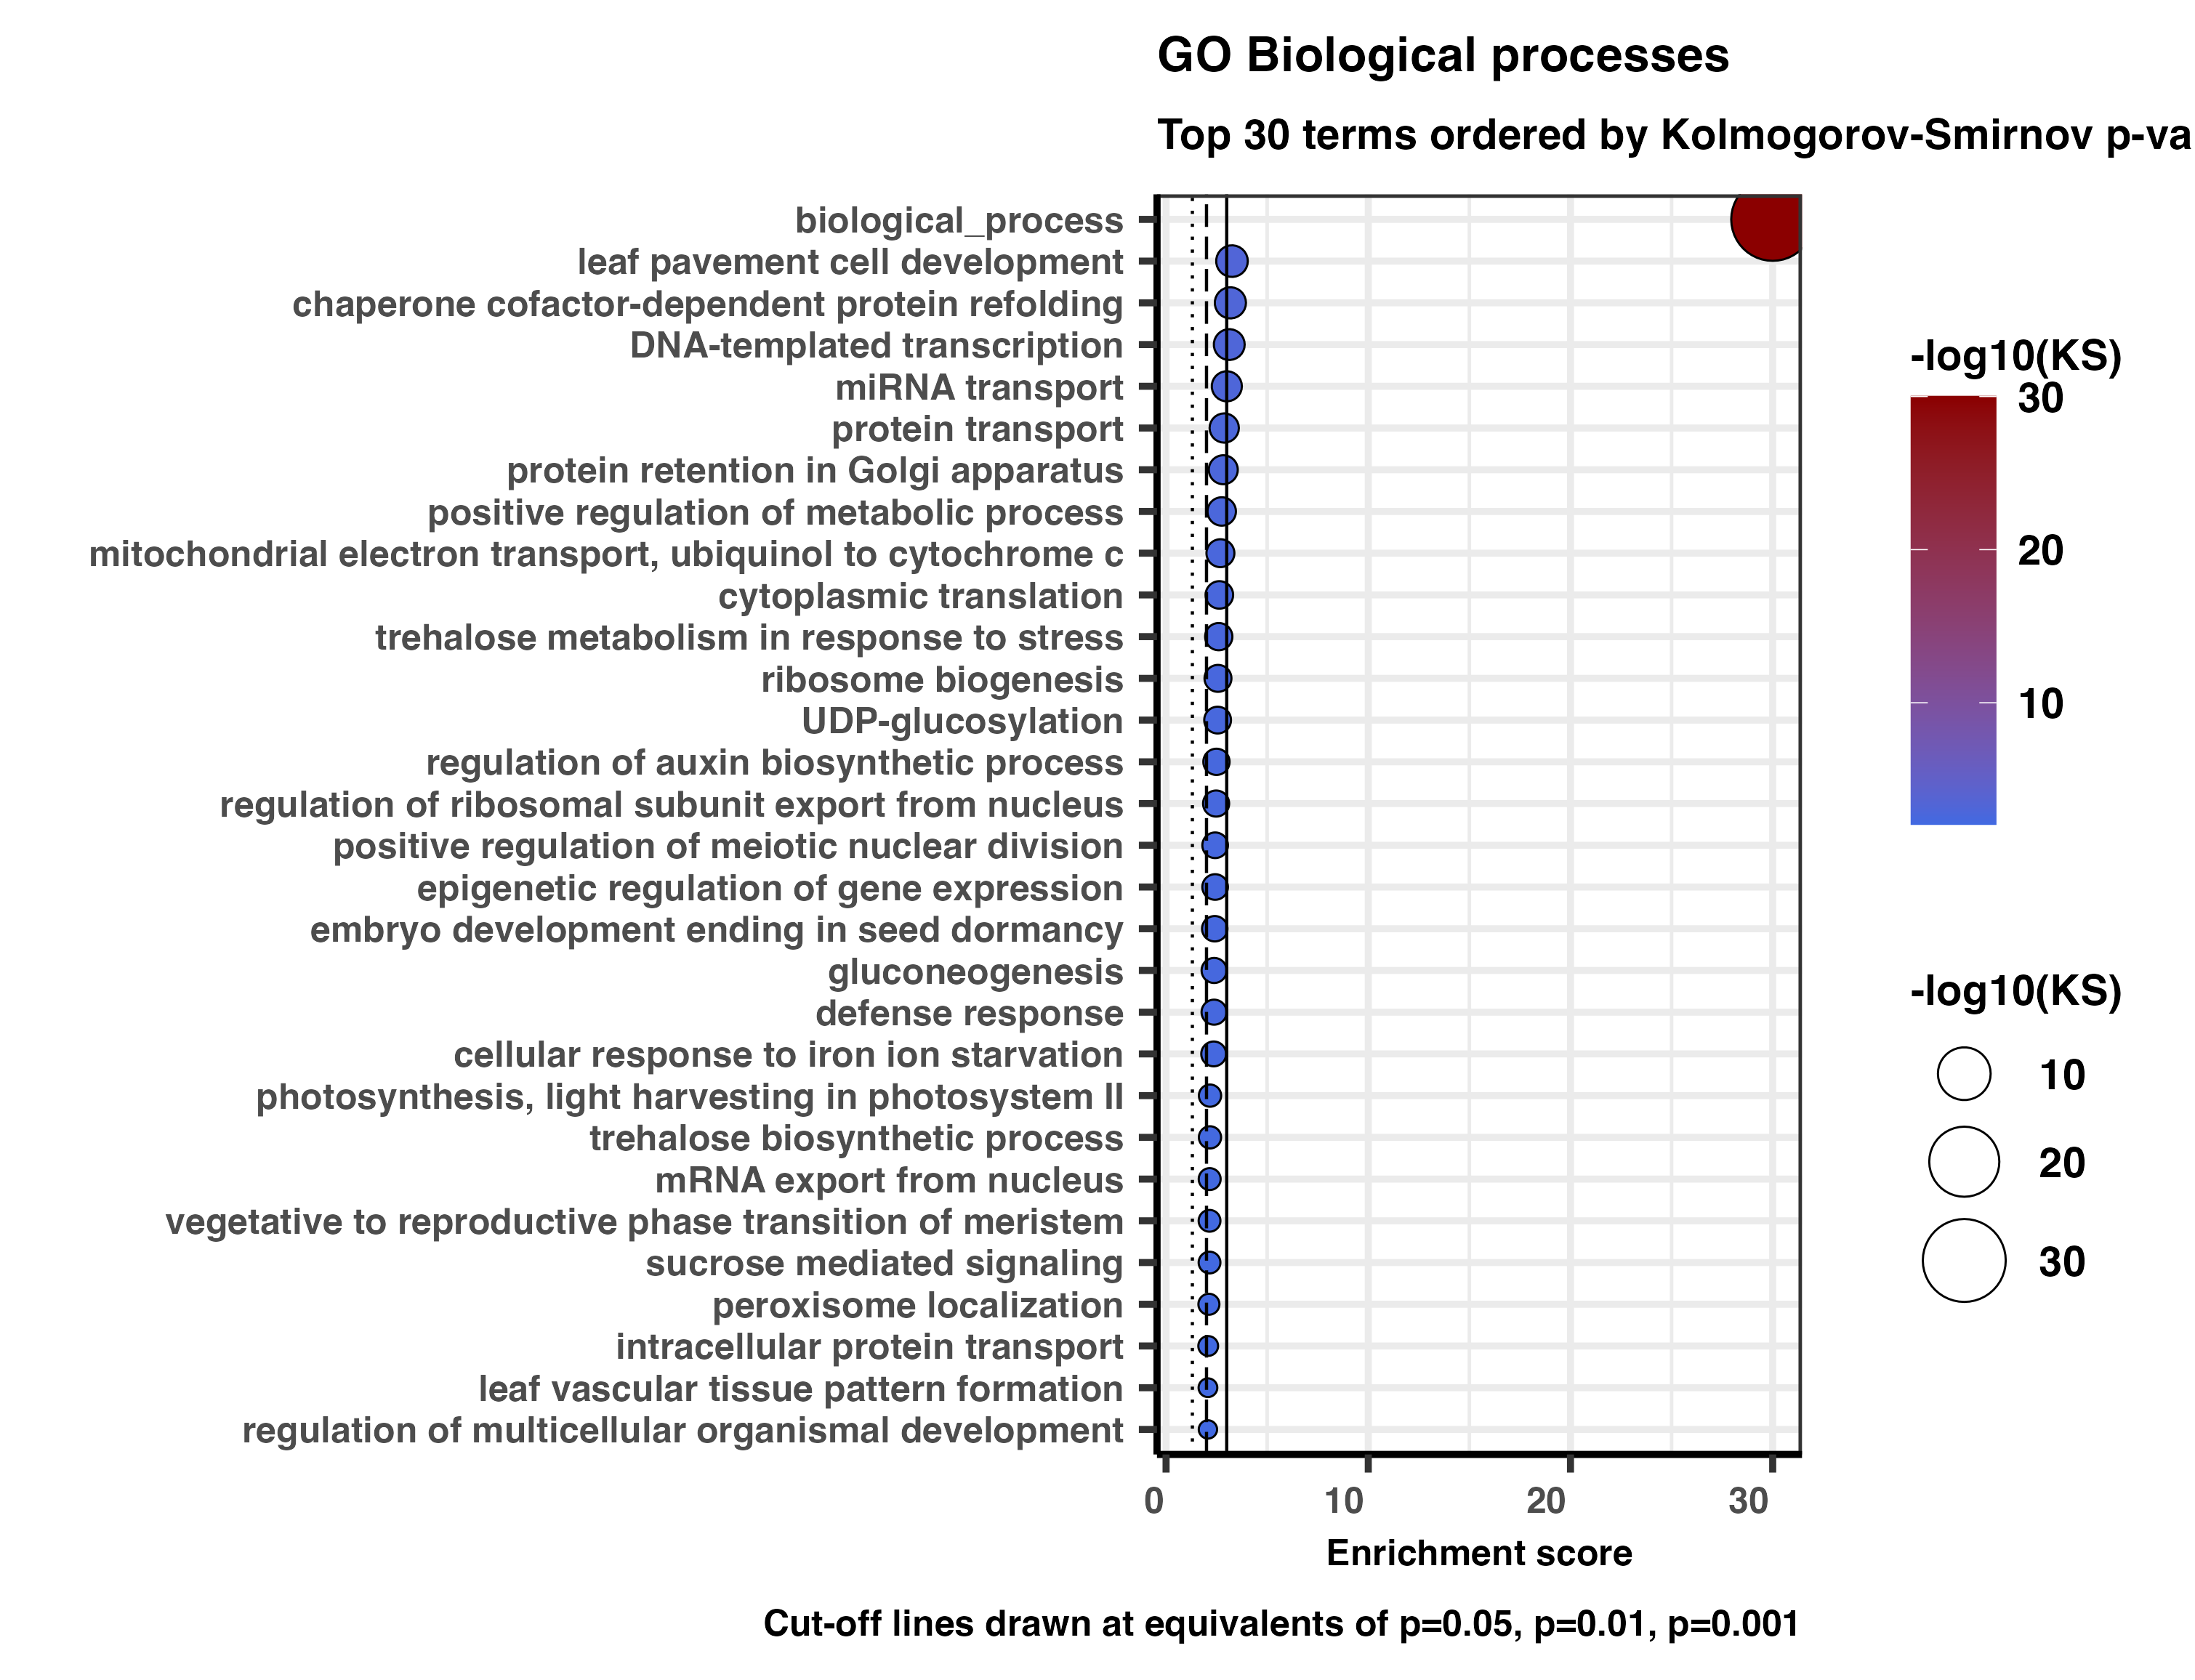 GO Biological processes
Top 30 terms ordered by Kolmogorov-Smirnov p-va
biological_process
leaf pavement cell development
chaperone cofactor-dependent protein refolding
DNA-templated transcription
miRNA transport
protein transport
protein retention in Golgi apparatus
positive regulation of metabolic process
mitochondrial electron transport, ubiquinol to cytochrome c
cytoplasmic translation
trehalose metabolism in response to stress
ribosome biogenesis
UDP-glucosylation
regulation of auxin biosynthetic process
regulation of ribosomal subunit export from nucleus
positive regulation of meiotic nuclear division
epigenetic regulation of gene expression
embryo development ending in seed dormancy
gluconeogenesis
defense response
cellular response to iron ion starvation
photosynthesis, light harvesting in photosystem II
trehalose biosynthetic process
mRNA export from nucleus
vegetative to reproductive phase transition of meristem
sucrose mediated signaling
peroxisome localization
intracellular protein transport
leaf vascular tissue pattern formation
regulation of multicellular organismal development
0 10 20 30
Enrichment score
Cut-off lines drawn at equivalents of p=0.05, p=0.01, p=0.001
-log10(KS)
30
20
10
-log10(KS)
10
20
30